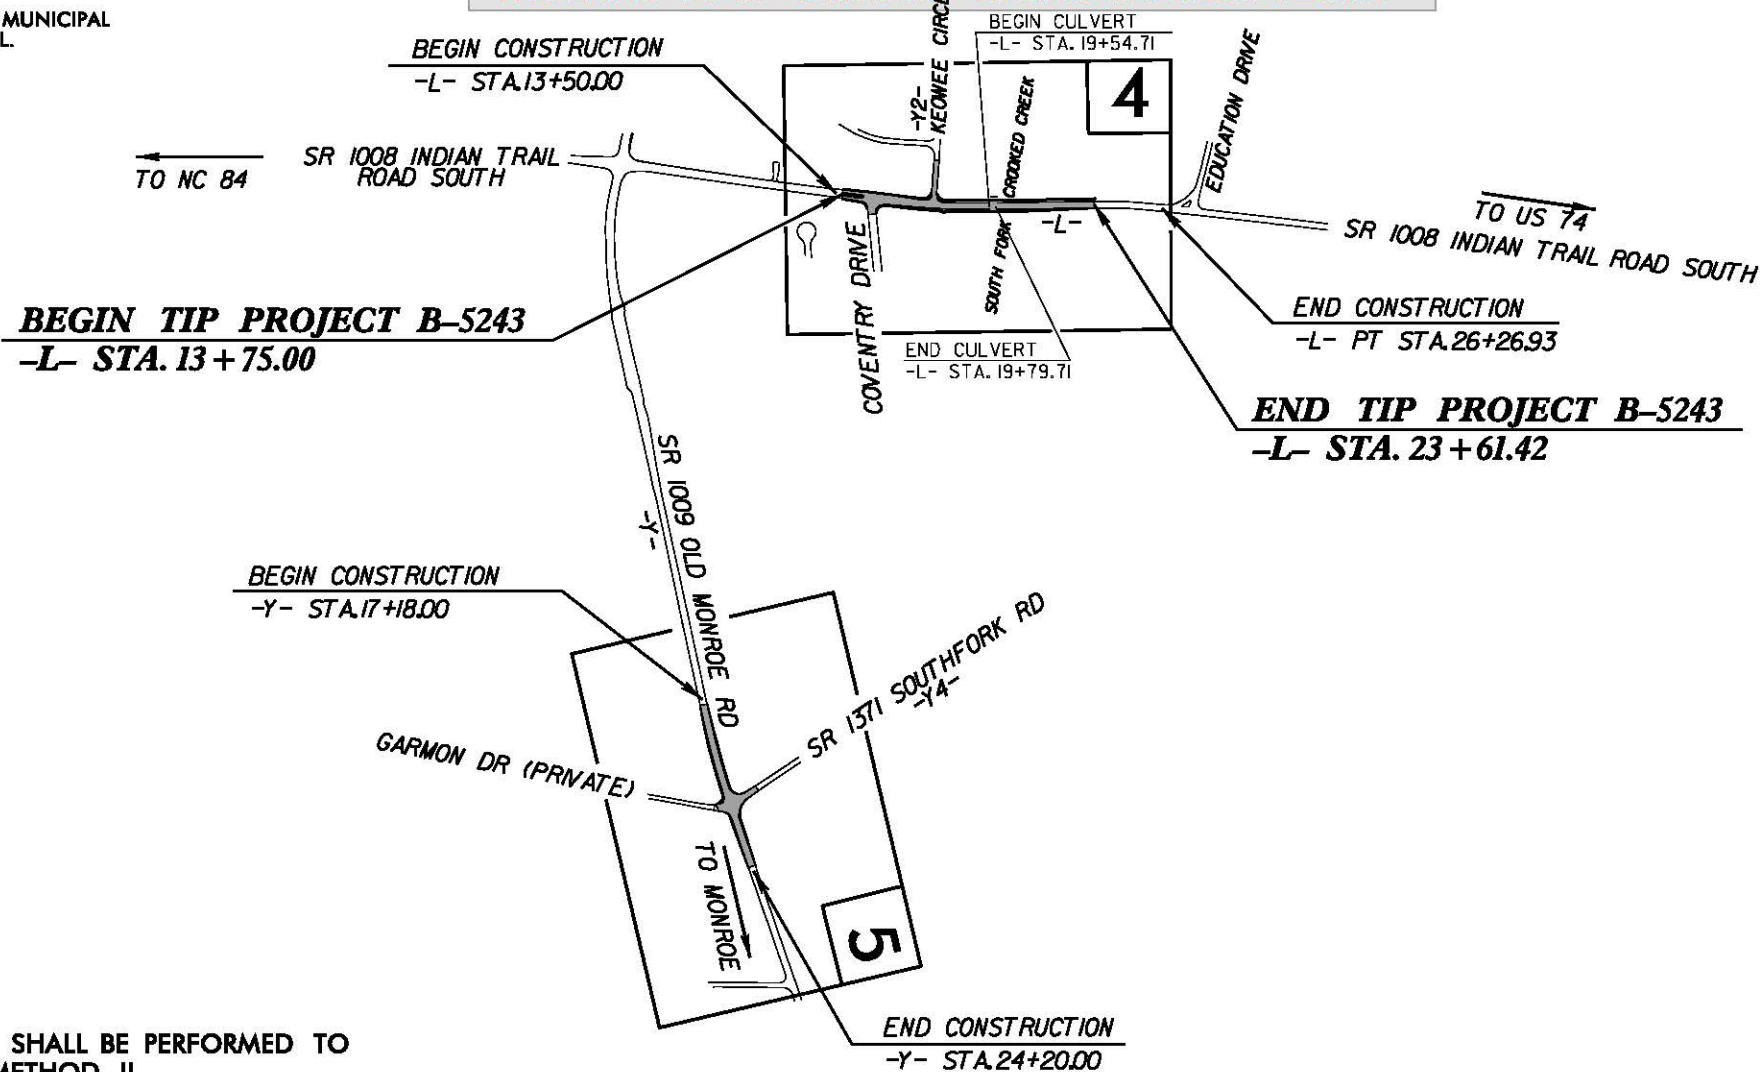 MUNICIPAL
L.
BEGIN CONSTRUCTION
-L- STA.13+50.00
BEGIN CULVERT
-L- STA.19+54.71
-Y2-
KEOWEE CIRCLE
4
CROOKED CREEK
EDUCATION DRIVE
TO NC 84
SR 1008 INDIAN TRAIL
ROAD SOUTH
-L-
SOUTH FORK
TO US 74
SR 1008 INDIAN TRAIL ROAD SOUTH
COVENTRY DRIVE
BEGIN TIP PROJECT B-5243
-L- STA. 13+75.00
END CONSTRUCTION
-L- PT STA.26+26.93
END CULVERT
-L- STA.19+79.71
END TIP PROJECT B-5243
-L- STA. 23+61.42
SR 1009 OLD MONROE RD
-Y-
BEGIN CONSTRUCTION
-Y- STA.17+18.00
SR 1371 SOUTHFORK RD
-Y4-
GARMON DR (PRIVATE)
TO MONROE
5
END CONSTRUCTION
-Y- STA.24+20.00
SHALL BE PERFORMED TO
METHOD II